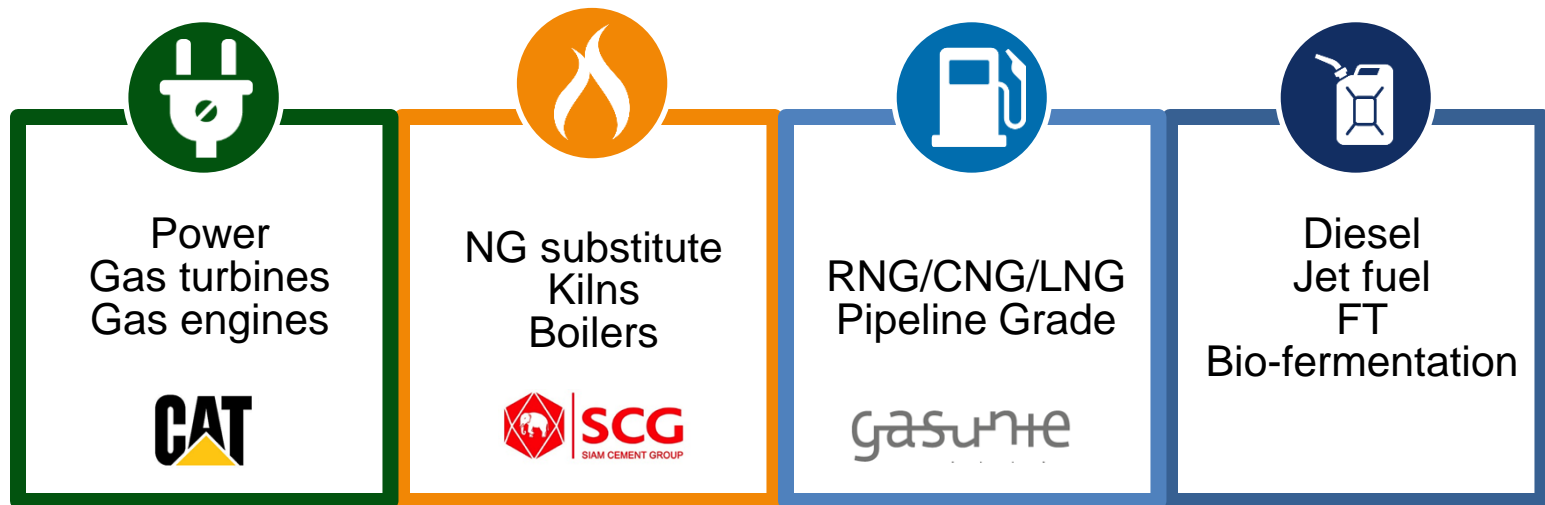 Power
Gas turbines
Gas engines
CAT
NG substitute
Kilns
Boilers
SCG
SIAM CEMENT GROUP
RNG/CNG/LNG
Pipeline Grade
gasunie
Diesel
Jet fuel
FT
Bio-fermentation